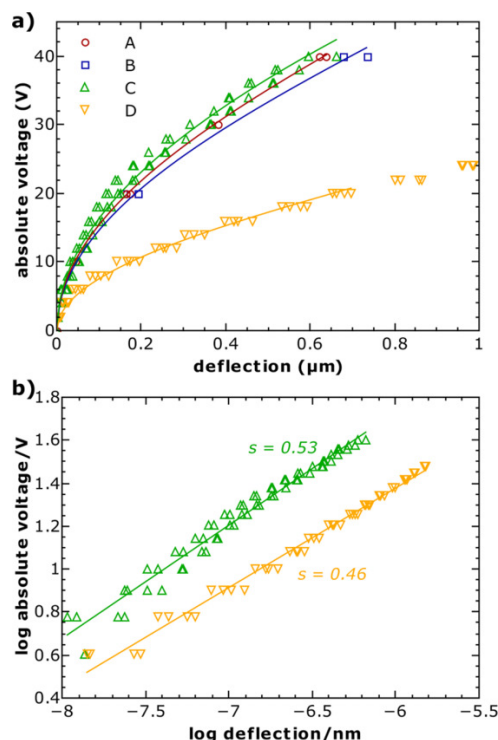 a)
A
B
C
D
absolute voltage (V)
50
40
30
20
10
0
0 0.2 0.4 0.6 0.8 1
deflection (μm)
b)
log absolute voltage/V
1.8
1.6
1.4
1.2
1
0.8
0.6
0.4
s = 0.53
s = 0.46
−8 −7.5 −7 −6.5 −6 −5.5
log deflection/nm